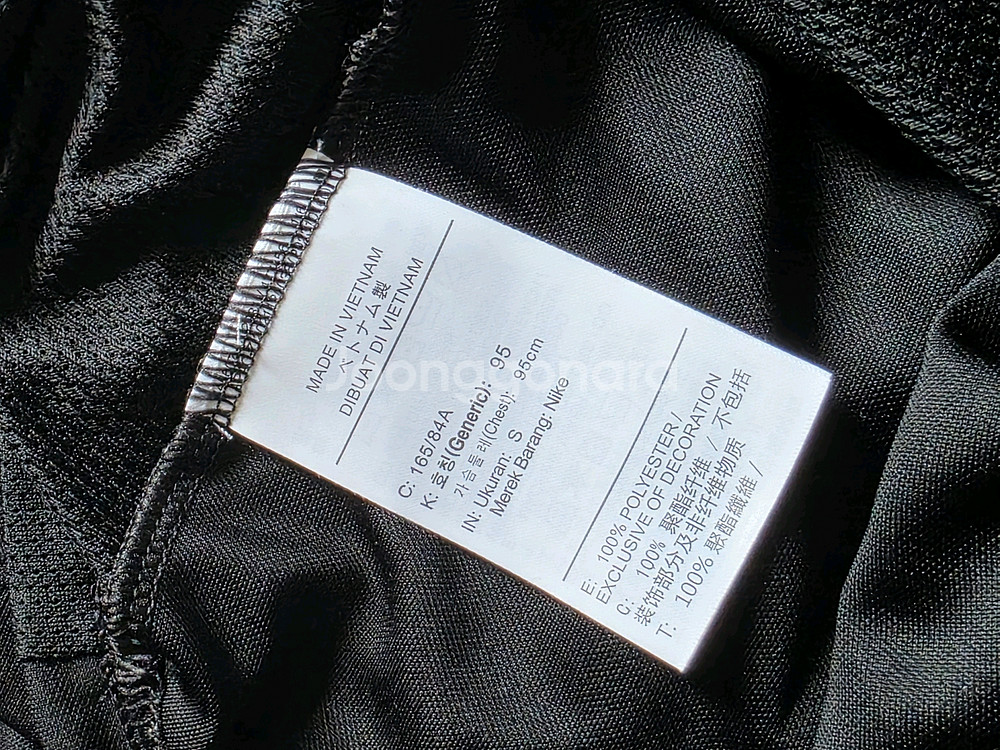 MADE IN VIETNAM
ベトナム製
DIBUAT DI VIETNAM
C: 165/84A
K: 호칭(Generic): 95
가슴둘레(Chest): 95cm
IN: Ukuran: S
Merek Barang: Nike
E: 100% POLYESTER/
EXCLUSIVE OF DECORATION
C: 100% 聚酯纤维 / 不包括
装饰部分及非纤维物质
T: 100% 聚酯纖維 /
Joonggonara